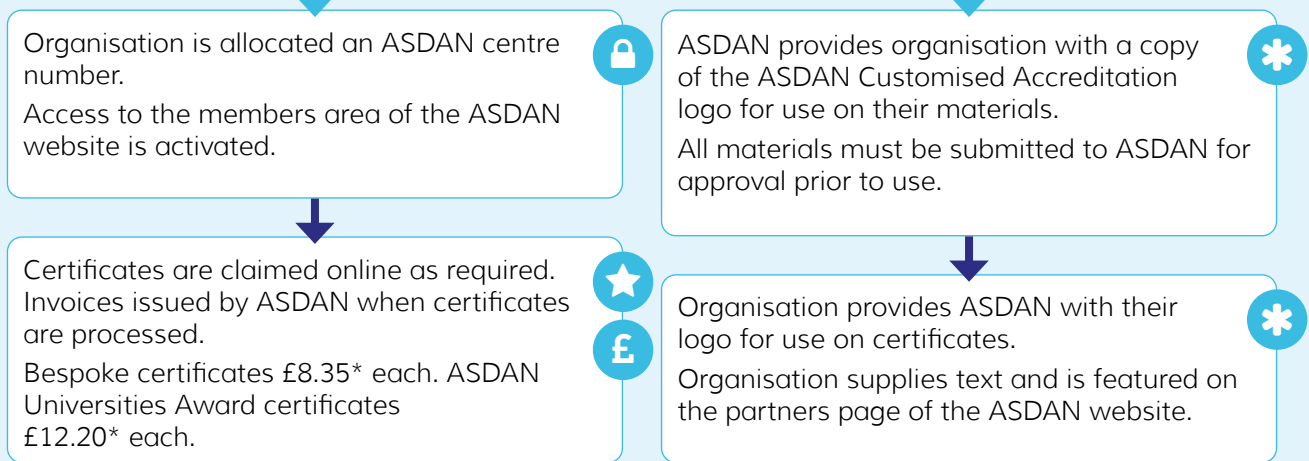 Organisation is allocated an ASDAN centre
number.
Access to the members area of the ASDAN
website is activated.
Certificates are claimed online as required.
Invoices issued by ASDAN when certificates
are processed.
Bespoke certificates £8.35* each. ASDAN
Universities Award certificates
£12.20* each.
£
ASDAN provides organisation with a copy
of the ASDAN Customised Accreditation
logo for use on their materials.
All materials must be submitted to ASDAN for
approval prior to use.
Organisation provides ASDAN with their
logo for use on certificates.
Organisation supplies text and is featured on
the partners page of the ASDAN website.